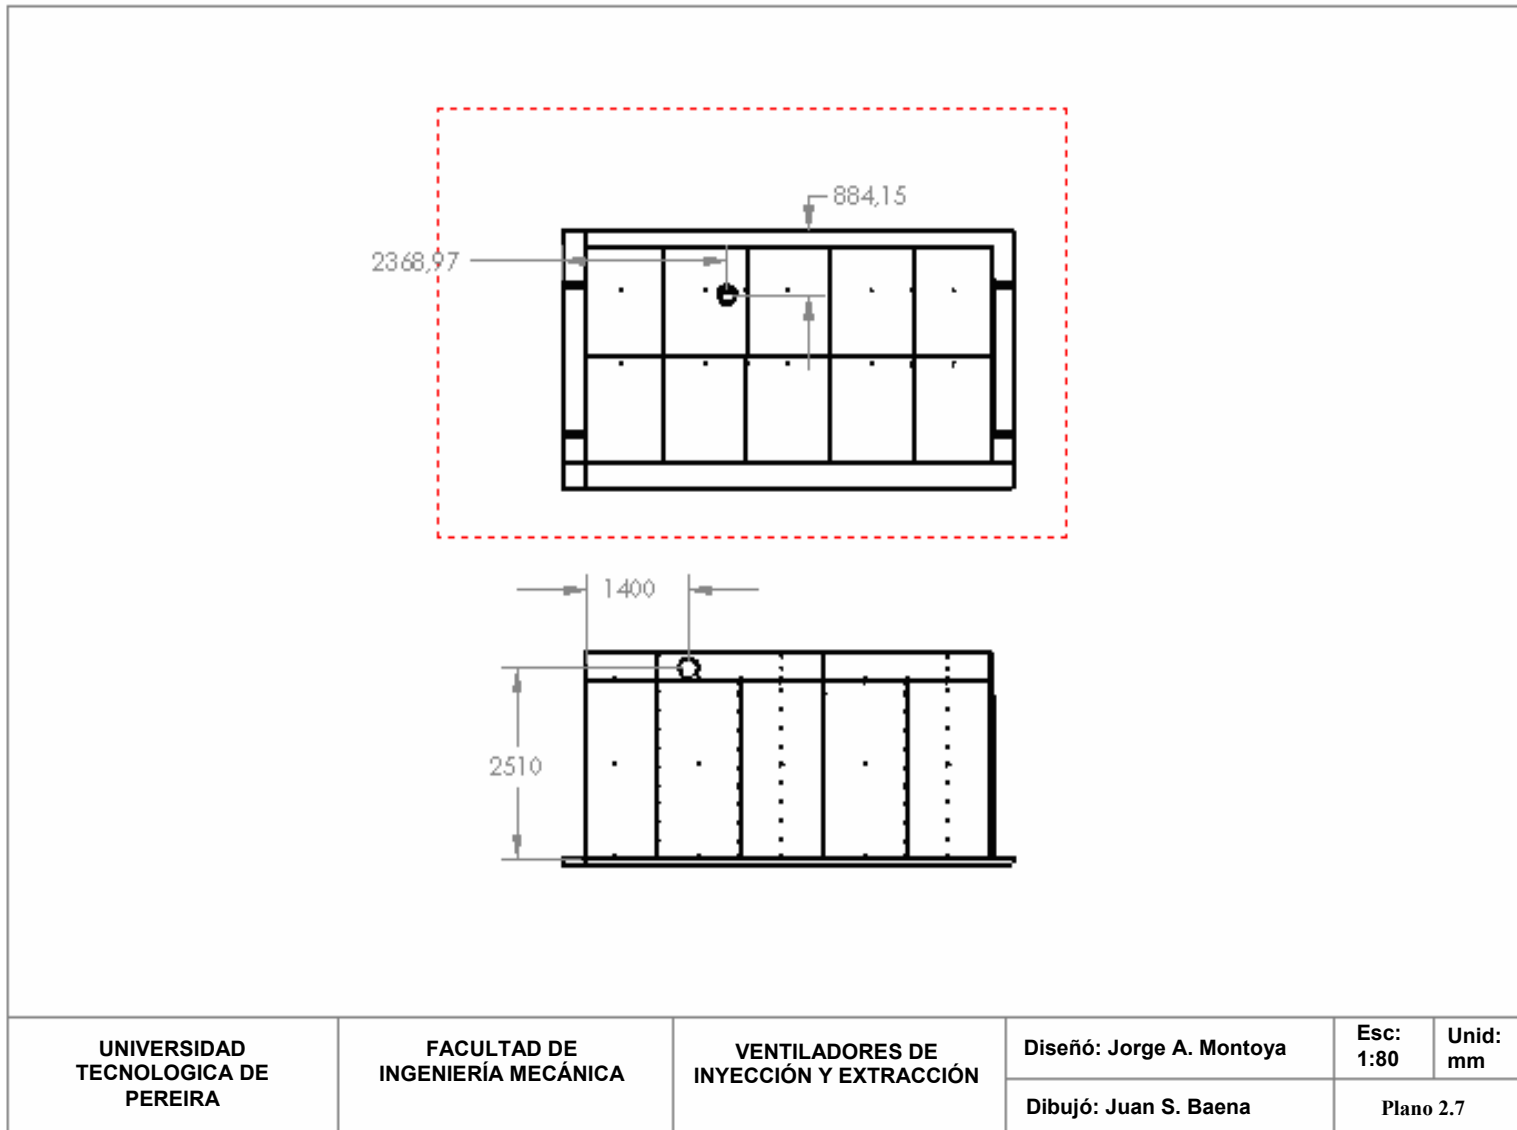 884,15
2368,97
1400
2510
UNIVERSIDAD
TECNOLOGICA DE
PEREIRA
FACULTAD DE
INGENIERÍA MECÁNICA
VENTILADORES DE
INYECCIÓN Y EXTRACCIÓN
Diseñó: Jorge A. Montoya
Esc:
1:80
Unid:
mm
Dibujó: Juan S. Baena
Plano 2.7